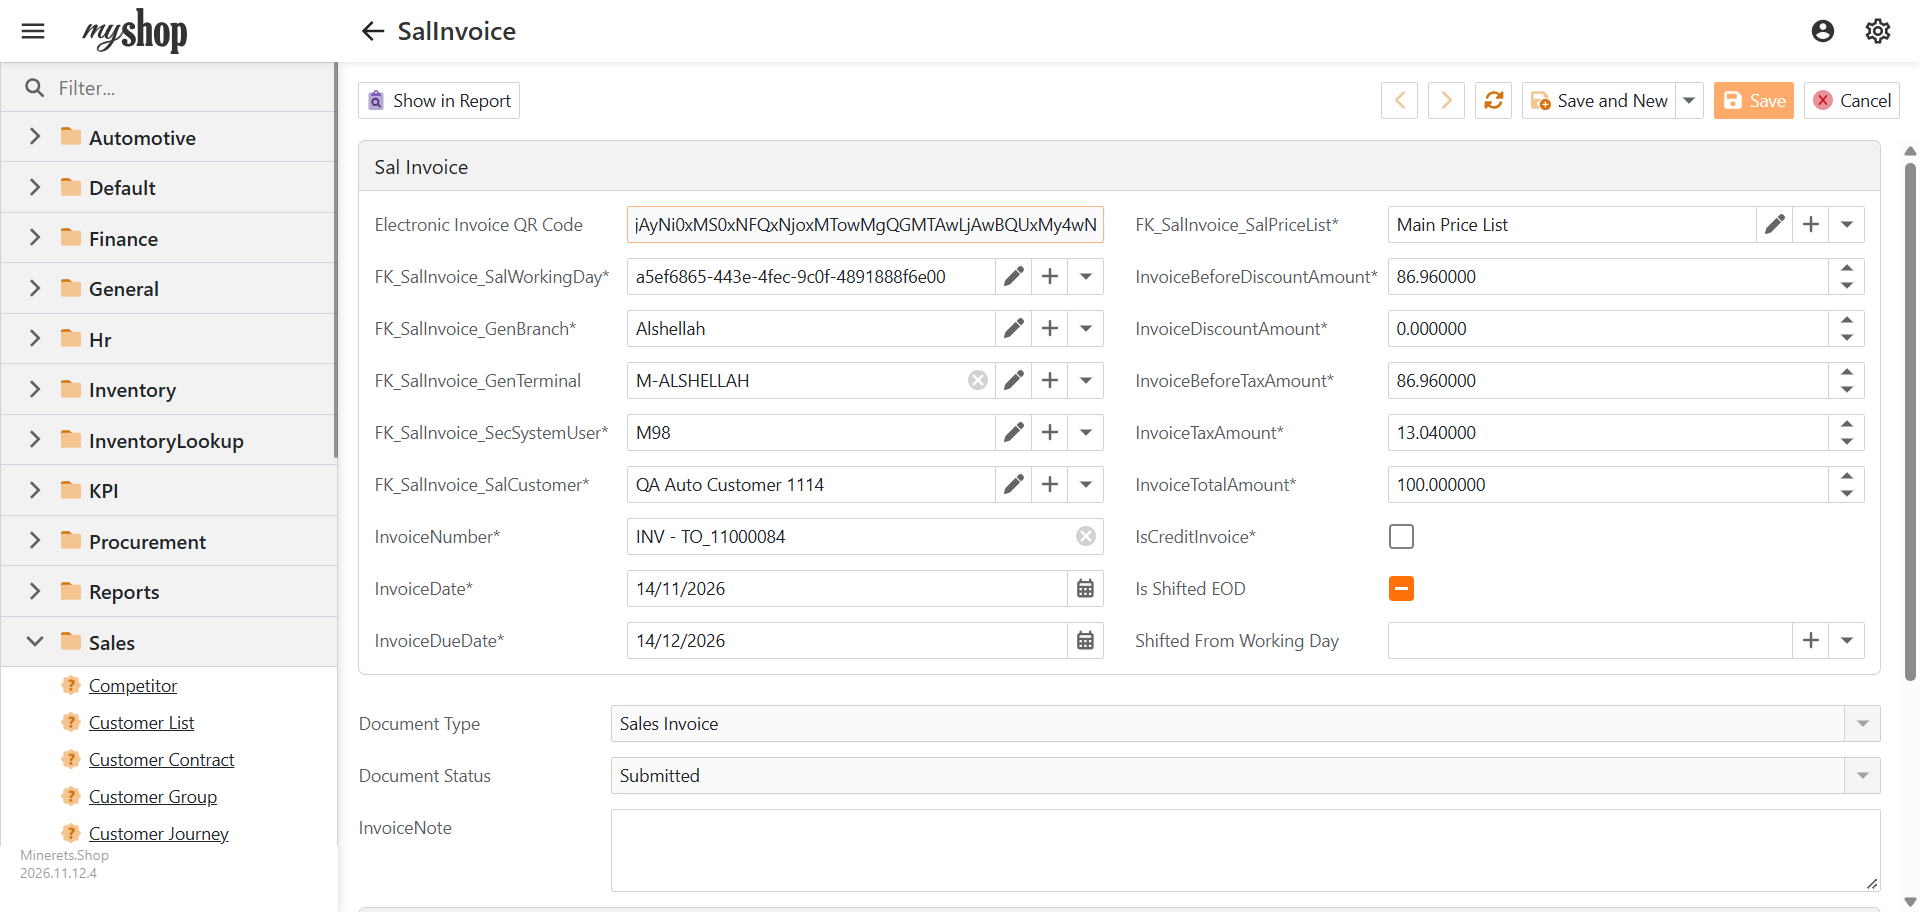 myshop
SalInvoice
Filter...
Automotive
Default
Finance
General
Hr
Inventory
InventoryLookup
KPI
Procurement
Reports
Sales
Competitor
Customer List
Customer Contract
Customer Group
Customer Journey
Minerets.Shop
2026.11.12.4
Show in Report
Save and New
Save
Cancel
Sal Invoice
Electronic Invoice QR Code
jAyNi0xMS0xNFQxNjoxMTowMgQGMTAwLjAwBQUxMy4wN
FK_SalInvoice_SalWorkingDay*
a5ef6865-443e-4fec-9c0f-4891888f6e00
FK_SalInvoice_GenBranch*
Alshellah
FK_SalInvoice_GenTerminal
M-ALSHELLAH
FK_SalInvoice_SecSystemUser*
M98
FK_SalInvoice_SalCustomer*
QA Auto Customer 1114
InvoiceNumber*
INV - TO_11000084
InvoiceDate*
14/11/2026
InvoiceDueDate*
14/12/2026
FK_SalInvoice_SalPriceList*
Main Price List
InvoiceBeforeDiscountAmount*
86.960000
InvoiceDiscountAmount*
0.000000
InvoiceBeforeTaxAmount*
86.960000
InvoiceTaxAmount*
13.040000
InvoiceTotalAmount*
100.000000
IsCreditInvoice*
Is Shifted EOD
Shifted From Working Day
Document Type
Sales Invoice
Document Status
Submitted
InvoiceNote